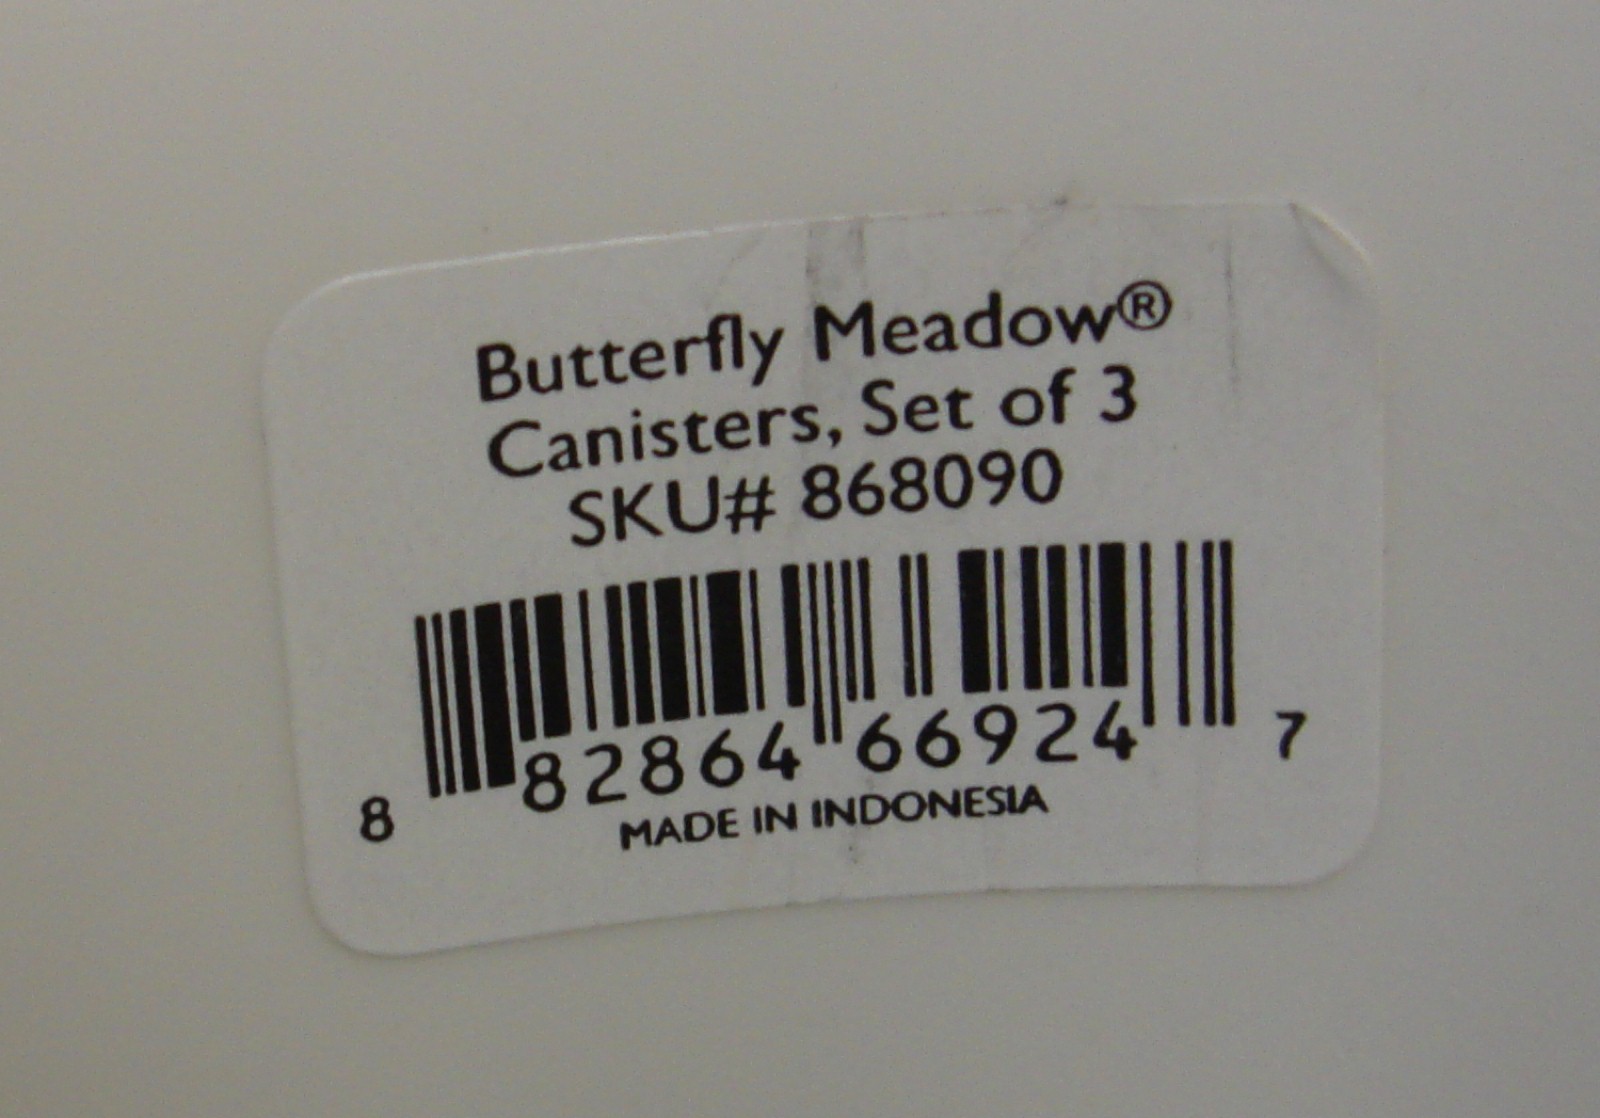 Butterfly Meadow®
Canisters, Set of 3
SKU# 868090
8 82864 66924 7
MADE IN INDONESIA